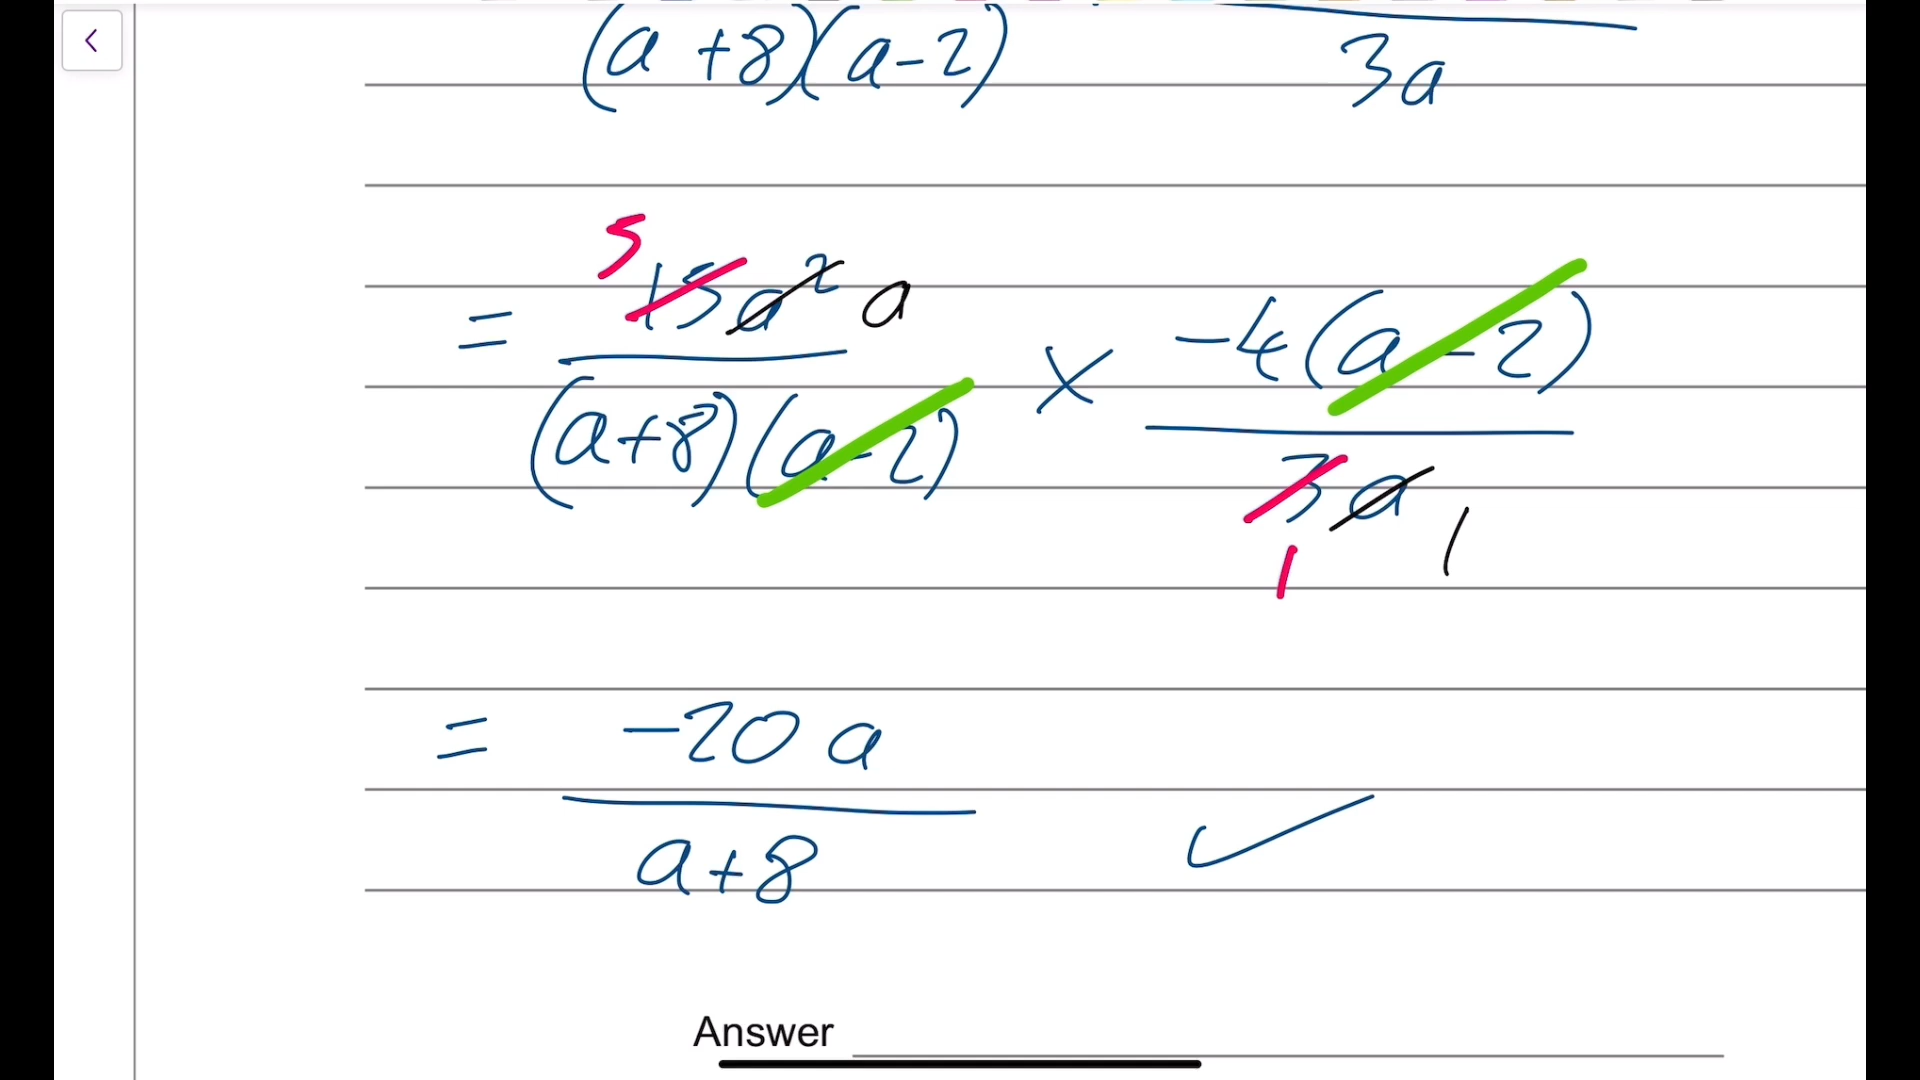 (a+8)(a-2) 3a
= 5 15a² a / (a+8)(a-2) × -4(a-2) / 3a 1 1
= -20a / a+8 ✓
Answer